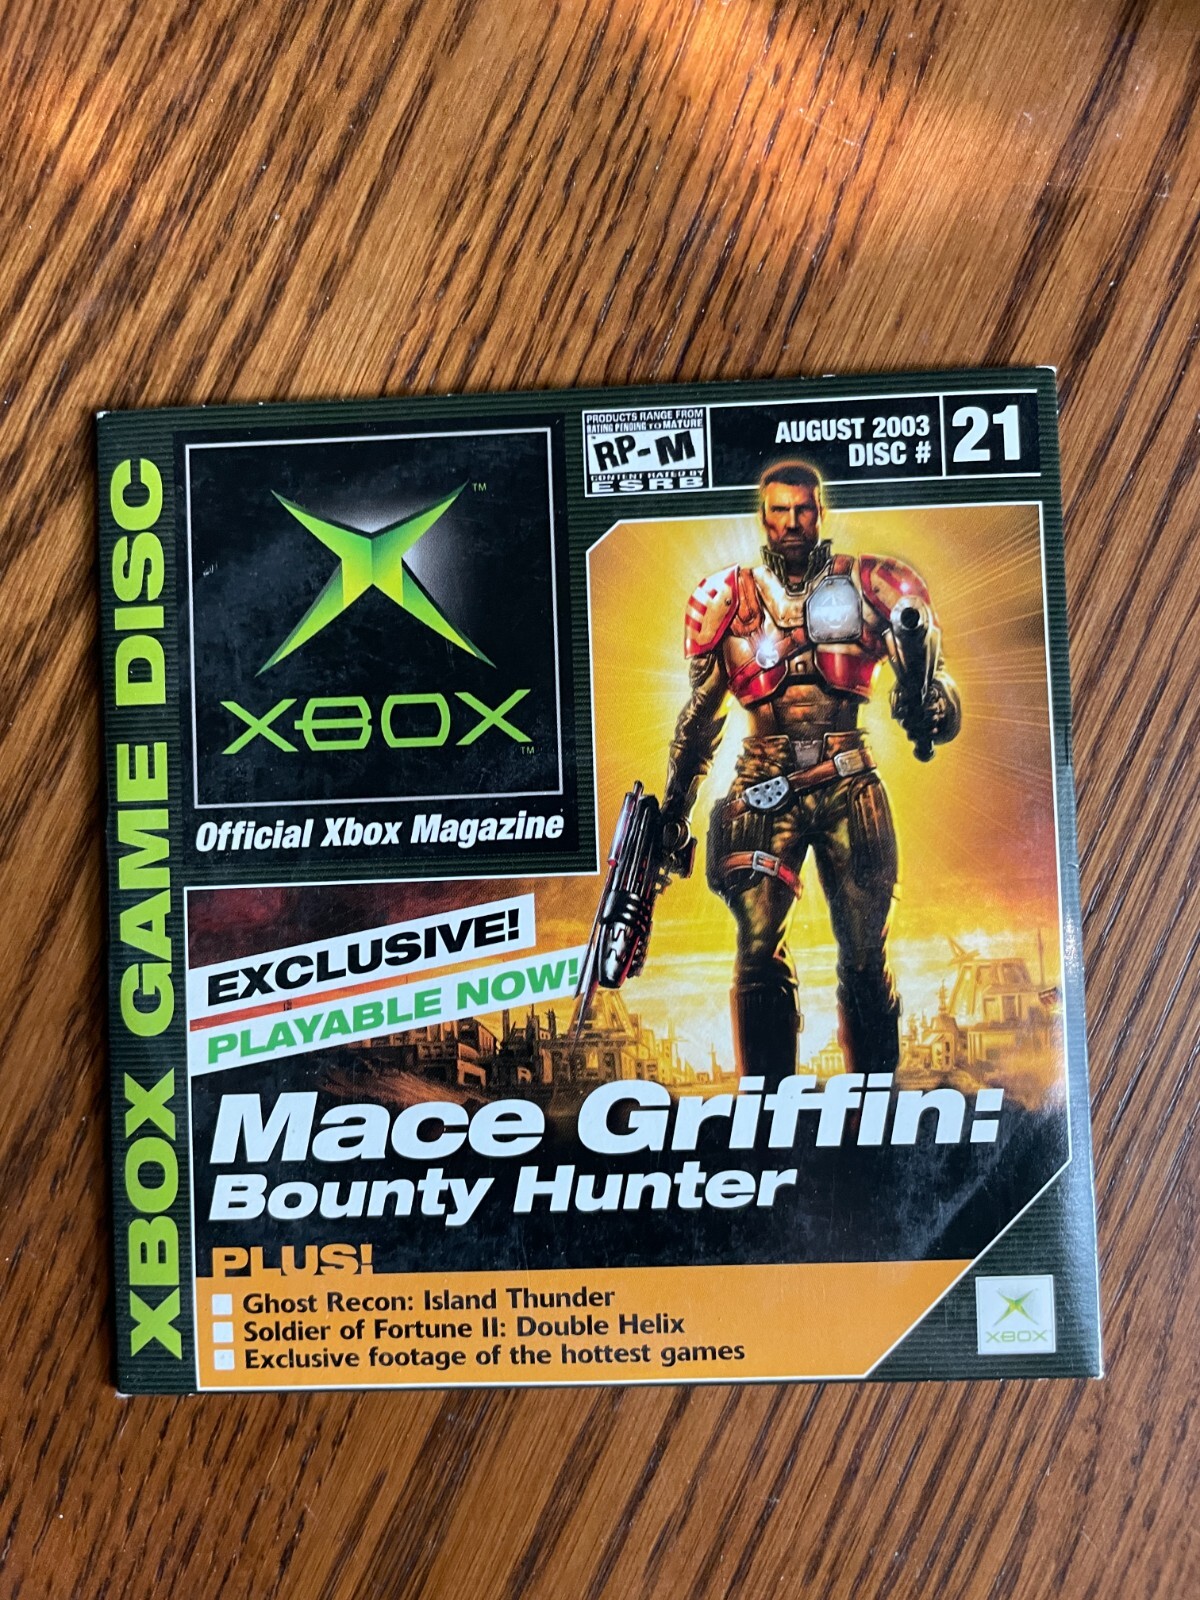 XBOX GAME DISC
TM
XBOX
TM
Official Xbox Magazine
PRODUCTS RANGE FROM
RATING PENDING TO MATURE
RP-M
CONTENT RATED BY
ESRB
AUGUST 2003
DISC #
21
EXCLUSIVE!
PLAYABLE NOW!
Mace Griffin:
Bounty Hunter
PLUS!
Ghost Recon: Island Thunder
Soldier of Fortune II: Double Helix
Exclusive footage of the hottest games
XBOX